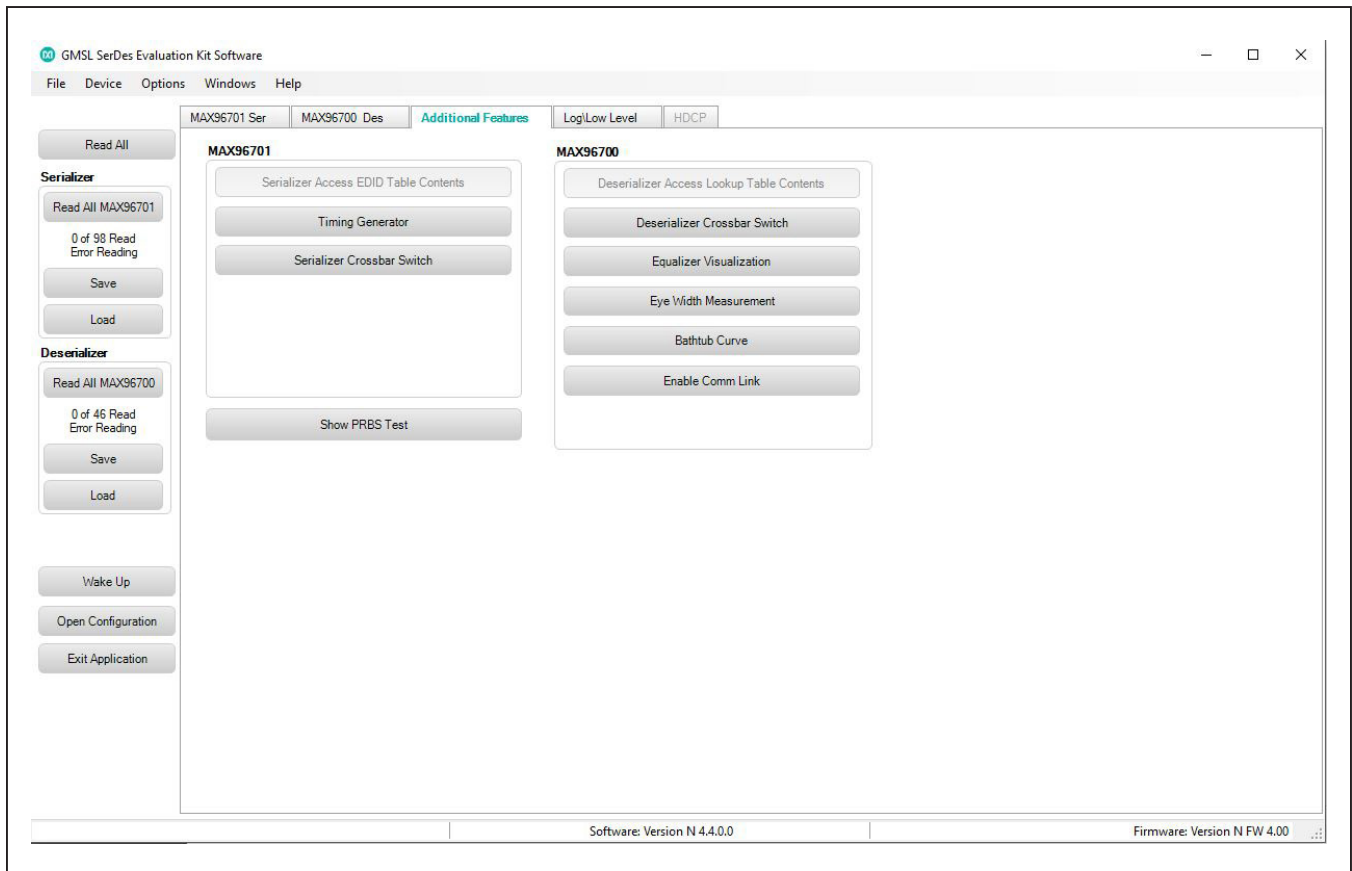 GMSL SerDes Evaluation Kit Software
File Device Options Windows Help
MAX96701 Ser MAX96700 Des Additional Features Log\Low Level HDCP
Read All
Serializer
Read All MAX96701
0 of 98 Read
Error Reading
Save
Load
Deserializer
Read All MAX96700
0 of 46 Read
Error Reading
Save
Load
Wake Up
Open Configuration
Exit Application
MAX96701
Serializer Access EDID Table Contents
Timing Generator
Serializer Crossbar Switch
Show PRBS Test
MAX96700
Deserializer Access Lookup Table Contents
Deserializer Crossbar Switch
Equalizer Visualization
Eye Width Measurement
Bathtub Curve
Enable Comm Link
Software: Version N 4.4.0.0
Firmware: Version N FW 4.00